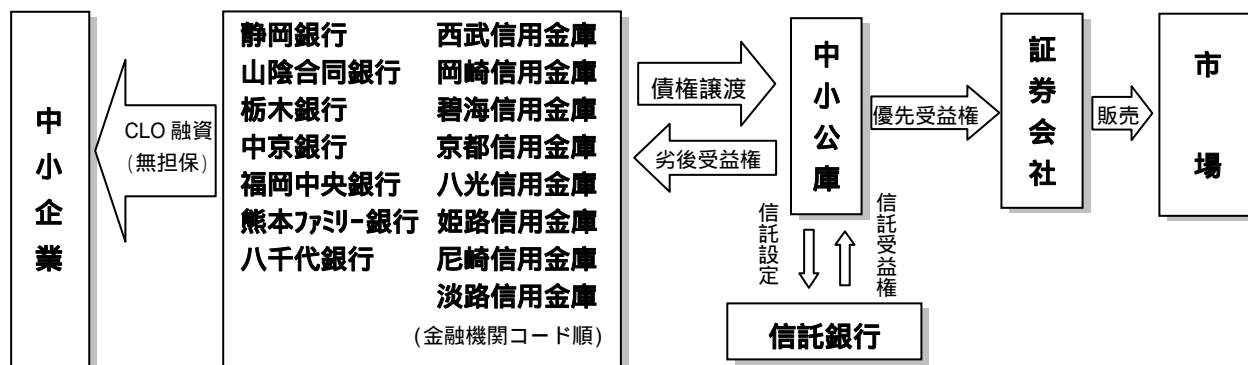 中小企業
CLO 融資
(無担保)
静岡銀行
山陰合同銀行
栃木銀行
中京銀行
福岡中央銀行
熊本ファミリー銀行
八千代銀行
西武信用金庫
岡崎信用金庫
碧海信用金庫
京都信用金庫
八光信用金庫
姫路信用金庫
尼崎信用金庫
淡路信用金庫
(金融機関コード順)
債権譲渡
劣後受益権
中小公庫
信託設定
信託受益権
信託銀行
優先受益権
証券会社
販売
市場